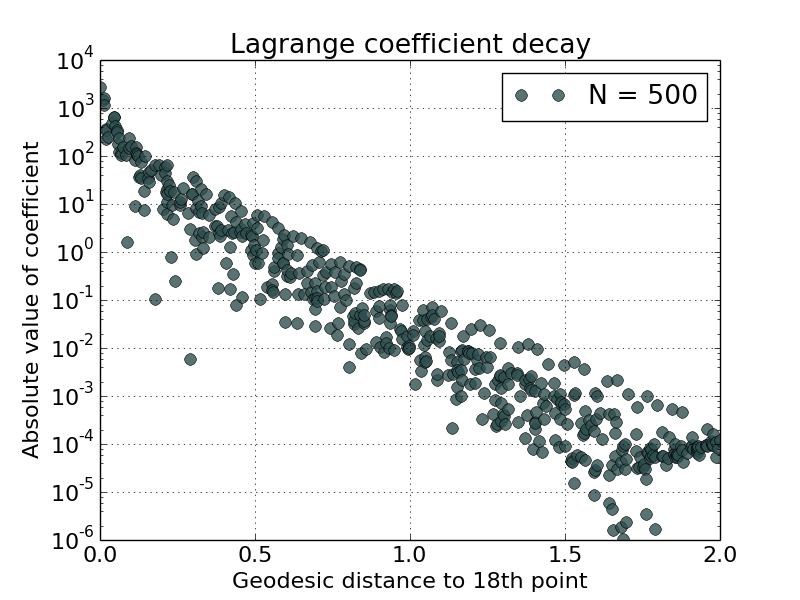 Lagrange coefficient decay
N = 500
Absolute value of coefficient
10^4
10^3
10^2
10^1
10^0
10^-1
10^-2
10^-3
10^-4
10^-5
10^-6
0.0 0.5 1.0 1.5 2.0
Geodesic distance to 18th point